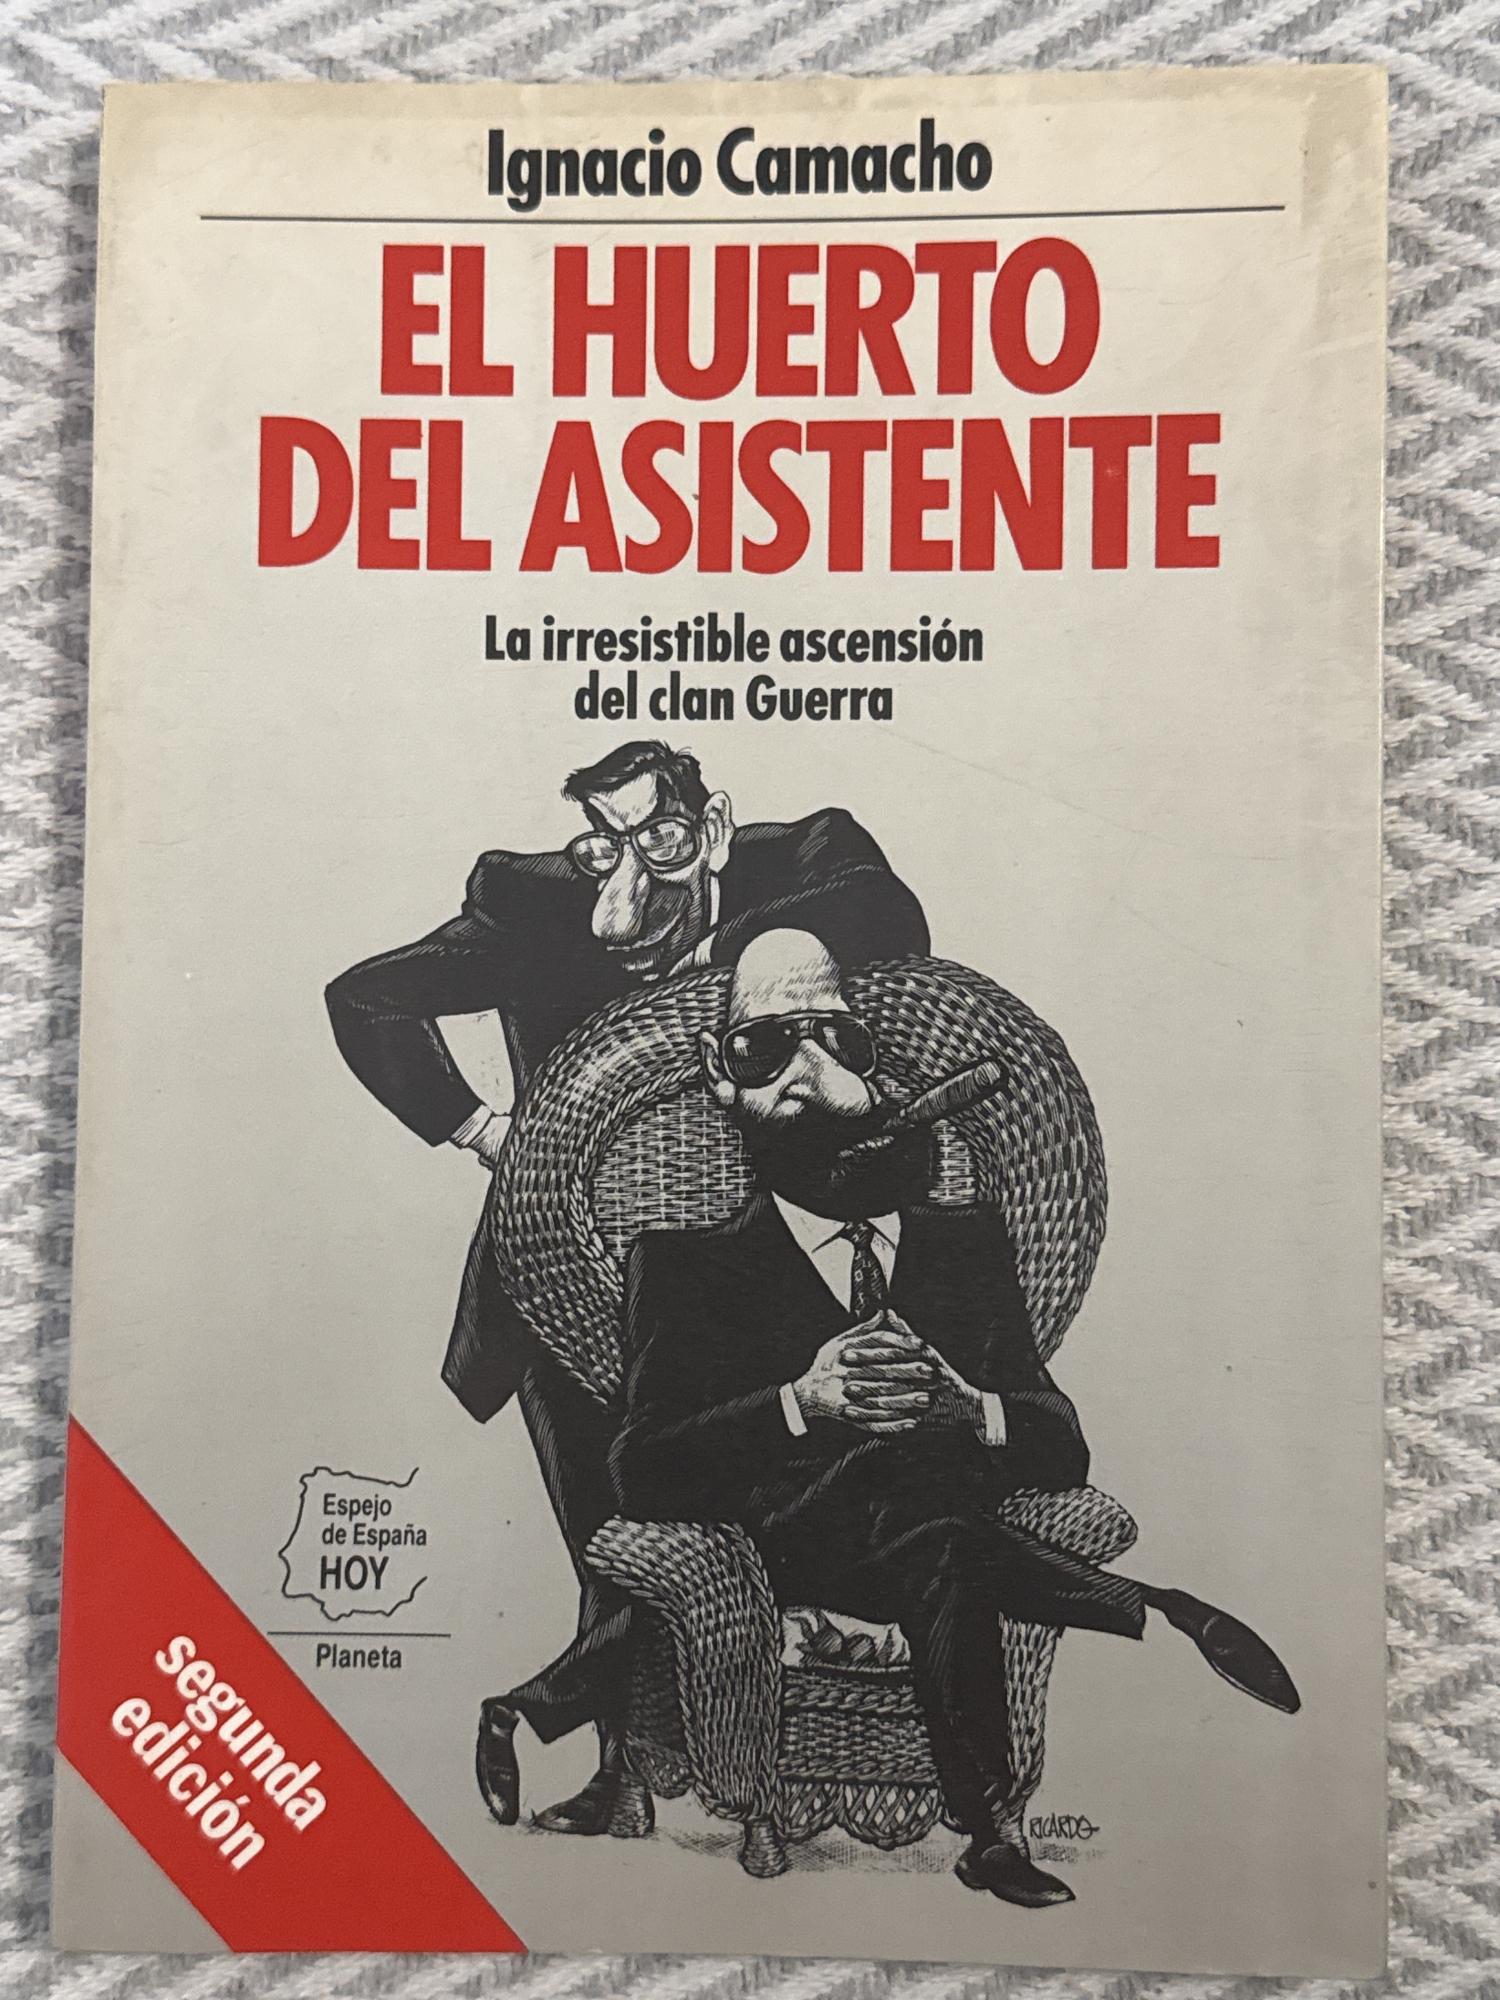 Ignacio Camacho
EL HUERTO
DEL ASISTENTE
La irresistible ascensión
del clan Guerra
Espejo
de España
HOY
Planeta
segunda
edición
RICARDO